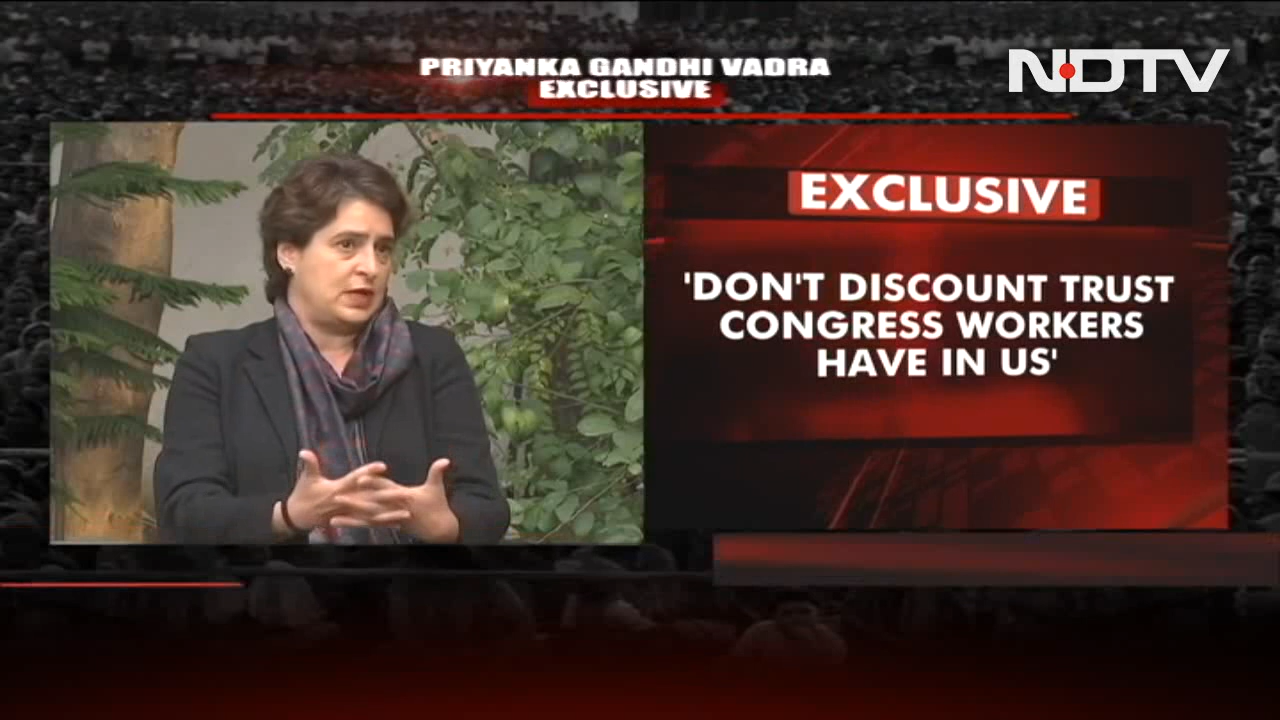 PRIYANKA GANDHI VADRA
EXCLUSIVE
NDTV
EXCLUSIVE
'DON'T DISCOUNT TRUST
CONGRESS WORKERS
HAVE IN US'